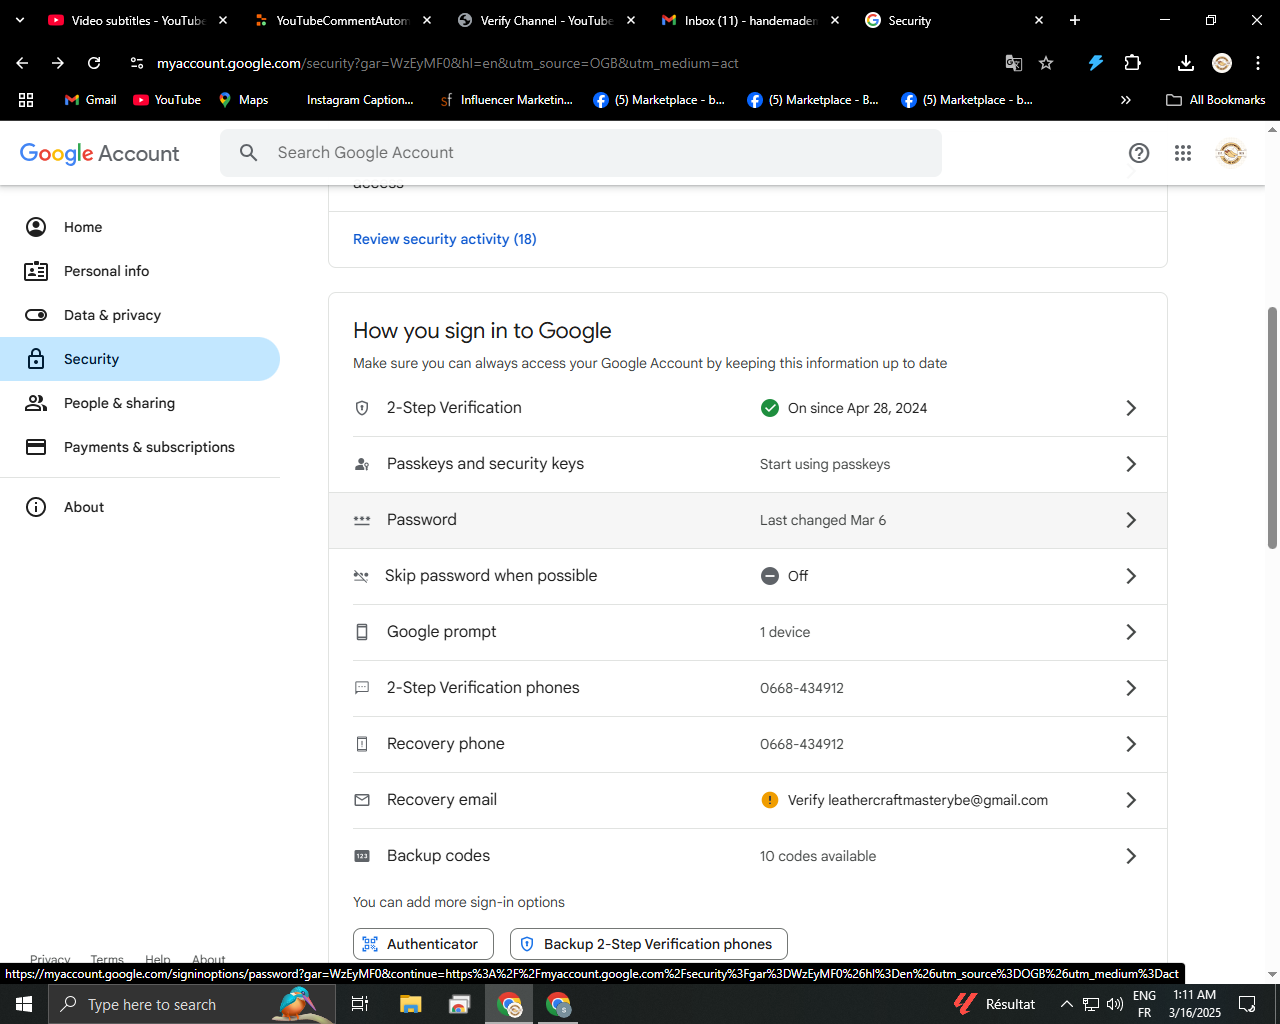 Video subtitles - YouTube
YouTubeCommentAutom
Verify Channel - YouTube
Inbox (11) - handemaden
Security
myaccount.google.com/security?gar=WzEyMF0&hl=en&utm_source=OGB&utm_medium=act
Gmail
YouTube
Maps
Instagram Caption...
sf
Influencer Marketin...
(5) Marketplace - b...
(5) Marketplace - B...
(5) Marketplace - b...
All Bookmarks
Google Account
Search Google Account
access
Home
Review security activity (18)
Personal info
Data & privacy
Security
People & sharing
Payments & subscriptions
About
How you sign in to Google
Make sure you can always access your Google Account by keeping this information up to date
2-Step Verification
On since Apr 28, 2024
Passkeys and security keys
Start using passkeys
Password
Last changed Mar 6
Skip password when possible
Off
Google prompt
1 device
2-Step Verification phones
0668-434912
Recovery phone
0668-434912
Recovery email
Verify leathercraftmasterybe@gmail.com
123
Backup codes
10 codes available
You can add more sign-in options
Authenticator
Backup 2-Step Verification phones
Privacy
Terms
Help
About
https://myaccount.google.com/signinoptions/password?gar=WzEyMF0&continue=https%3A%2F%2Fmyaccount.google.com%2Fsecurity%3Fgar%3DWzEyMF0%26hl%3Den%26utm_source%3DOGB%26utm_medium%3Dact
Type here to search
S
Résultat
ENG
FR
1:11 AM
3/16/2025